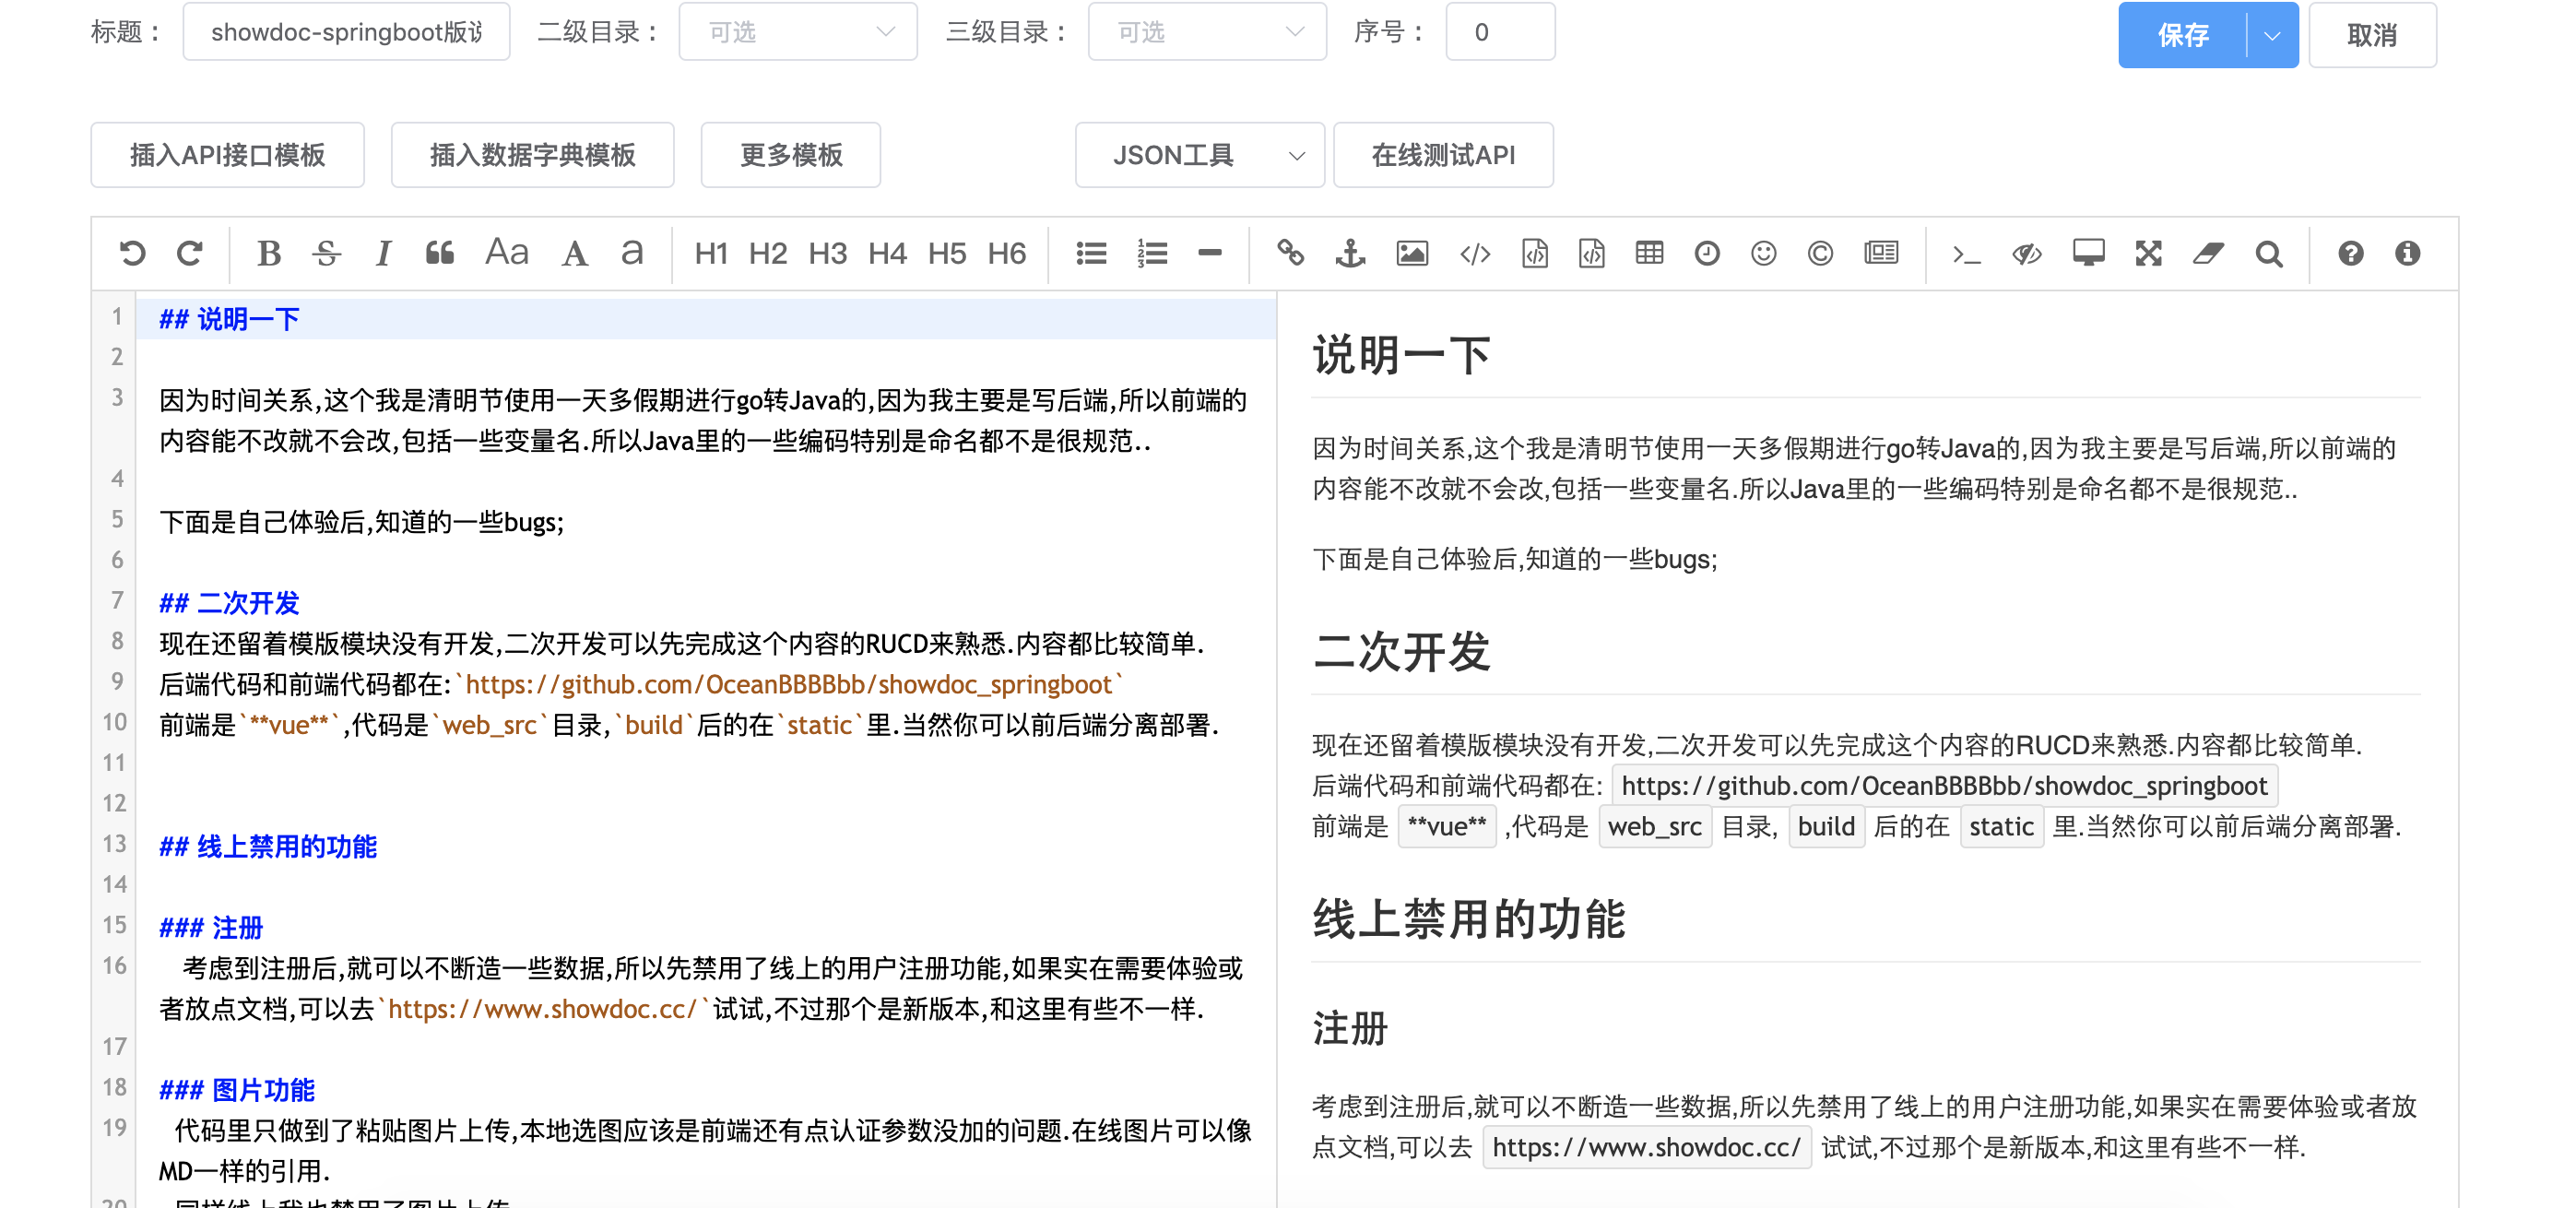 标题： showdoc-springboot版说 二级目录： 可选 三级目录： 可选 序号： 0 保存 取消
插入API接口模板 插入数据字典模板 更多模板 JSON工具 在线测试API
B S I Aa A a H1 H2 H3 H4 H5 H6
1 ## 说明一下
2
3 因为时间关系,这个我是清明节使用一天多假期进行go转Java的,因为我主要是写后端,所以前端的
内容能不改就不会改,包括一些变量名.所以Java里的一些编码特别是命名都不是很规范..
4
5 下面是自己体验后,知道的一些bugs;
6
7 ## 二次开发
8 现在还留着模版模块没有开发,二次开发可以先完成这个内容的RUCD来熟悉.内容都比较简单.
9 后端代码和前端代码都在:`https://github.com/OceanBBBBbb/showdoc_springboot`
10 前端是`**vue**`,代码是`web_src`目录,`build`后的在`static`里.当然你可以前后端分离部署.
11
12
13 ## 线上禁用的功能
14
15 ### 注册
16 考虑到注册后,就可以不断造一些数据,所以先禁用了线上的用户注册功能,如果实在需要体验或
者放点文档,可以去`https://www.showdoc.cc/`试试,不过那个是新版本,和这里有些不一样.
17
18 ### 图片功能
19 代码里只做到了粘贴图片上传,本地选图应该是前端还有点认证参数没加的问题.在线图片可以像
MD一样的引用.
20 同样线上我也禁用了图片上传
说明一下
因为时间关系,这个我是清明节使用一天多假期进行go转Java的,因为我主要是写后端,所以前端的
内容能不改就不会改,包括一些变量名.所以Java里的一些编码特别是命名都不是很规范..
下面是自己体验后,知道的一些bugs;
二次开发
现在还留着模版模块没有开发,二次开发可以先完成这个内容的RUCD来熟悉.内容都比较简单.
后端代码和前端代码都在: https://github.com/OceanBBBBbb/showdoc_springboot
前端是 **vue** ,代码是 web_src 目录, build 后的在 static 里.当然你可以前后端分离部署.
线上禁用的功能
注册
考虑到注册后,就可以不断造一些数据,所以先禁用了线上的用户注册功能,如果实在需要体验或者放
点文档,可以去 https://www.showdoc.cc/ 试试,不过那个是新版本,和这里有些不一样.